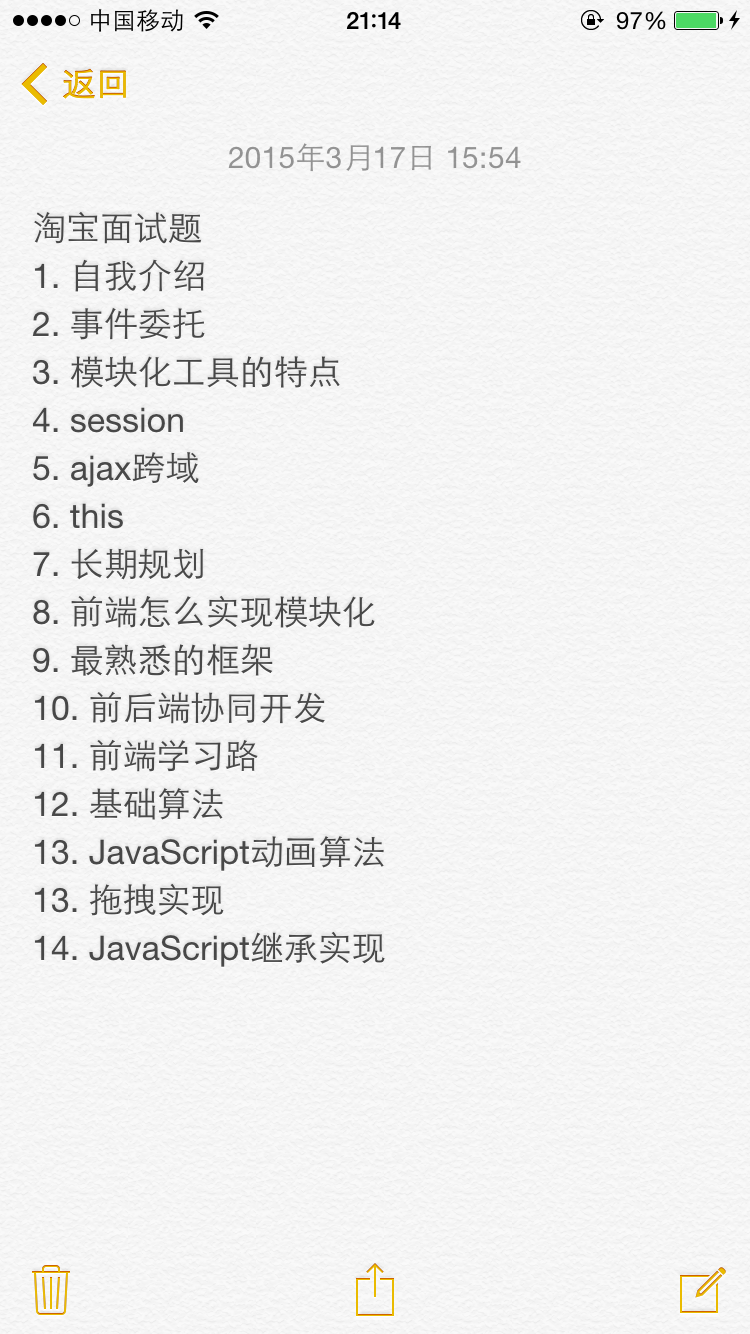 中国移动 21:14 97%
返回
2015年3月17日 15:54
淘宝面试题
1. 自我介绍
2. 事件委托
3. 模块化工具的特点
4. session
5. ajax跨域
6. this
7. 长期规划
8. 前端怎么实现模块化
9. 最熟悉的框架
10. 前后端协同开发
11. 前端学习路
12. 基础算法
13. JavaScript动画算法
13. 拖拽实现
14. JavaScript继承实现